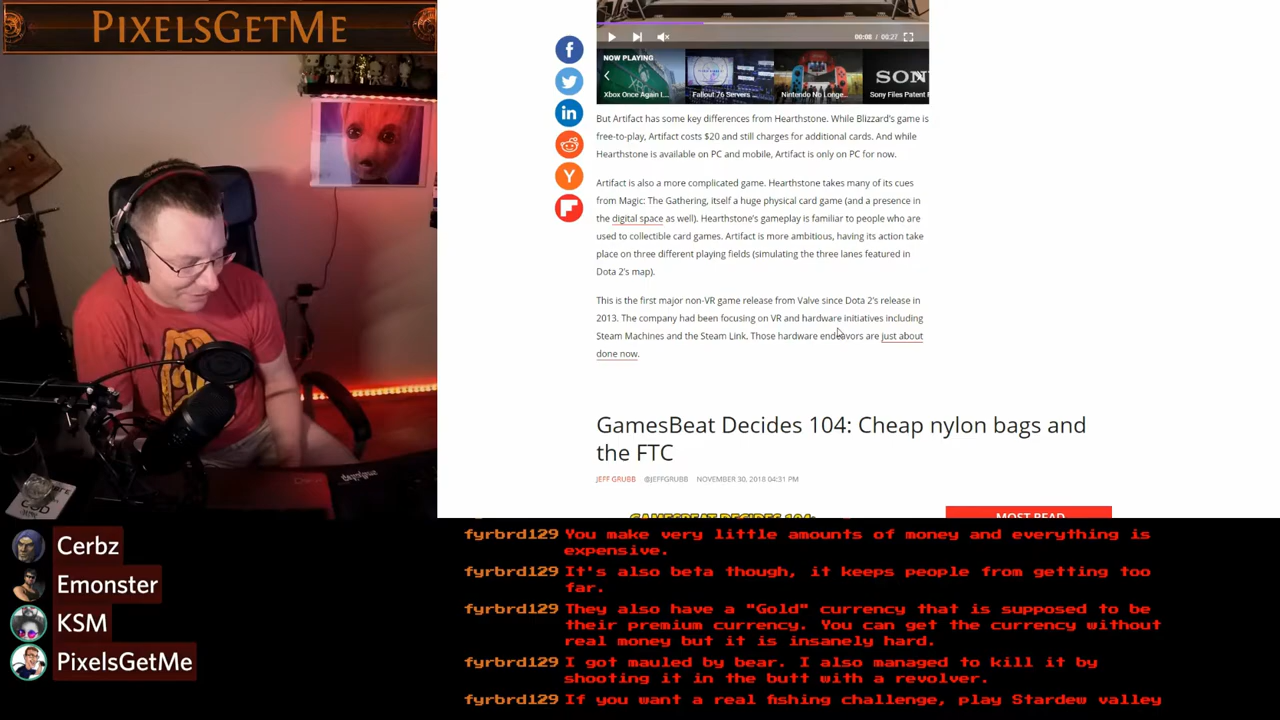 PIXELSGETME
00:08 / 00:27
NOW PLAYING
SON
Xbox Once Again I...
Fallout 76 Servers ...
Nintendo No Longe...
Sony Files Patent F
But Artifact has some key differences from Hearthstone. While Blizzard's game is
free-to-play, Artifact costs $20 and still charges for additional cards. And while
Hearthstone is available on PC and mobile, Artifact is only on PC for now.
Artifact is also a more complicated game. Hearthstone takes many of its cues
from Magic: The Gathering, itself a huge physical card game (and a presence in
the digital space as well). Hearthstone's gameplay is familiar to people who are
used to collectible card games. Artifact is more ambitious, having its action take
place on three different playing fields (simulating the three lanes featured in
Dota 2's map).
This is the first major non-VR game release from Valve since Dota 2's release in
2013. The company had been focusing on VR and hardware initiatives including
Steam Machines and the Steam Link. Those hardware endeavors are just about
done now.
GamesBeat Decides 104: Cheap nylon bags and
the FTC
JEFF GRUBB @JEFFGRUBB NOVEMBER 30, 2018 04:31 PM
GAMESBEAT DECIDES 104:
MOST READ
Cerbz
Emonster
KSM
PixelsGetMe
fyrbrd129 You make very little amounts of money and everything is
expensive.
fyrbrd129 It's also beta though, it keeps people from getting too
far.
fyrbrd129 They also have a "Gold" currency that is supposed to be
their premium currency. You can get the currency without
real money but it is insanely hard.
fyrbrd129 I got mauled by bear. I also managed to kill it by
shooting it in the butt with a revolver.
fyrbrd129 If you want a real fishing challenge, play Stardew valley